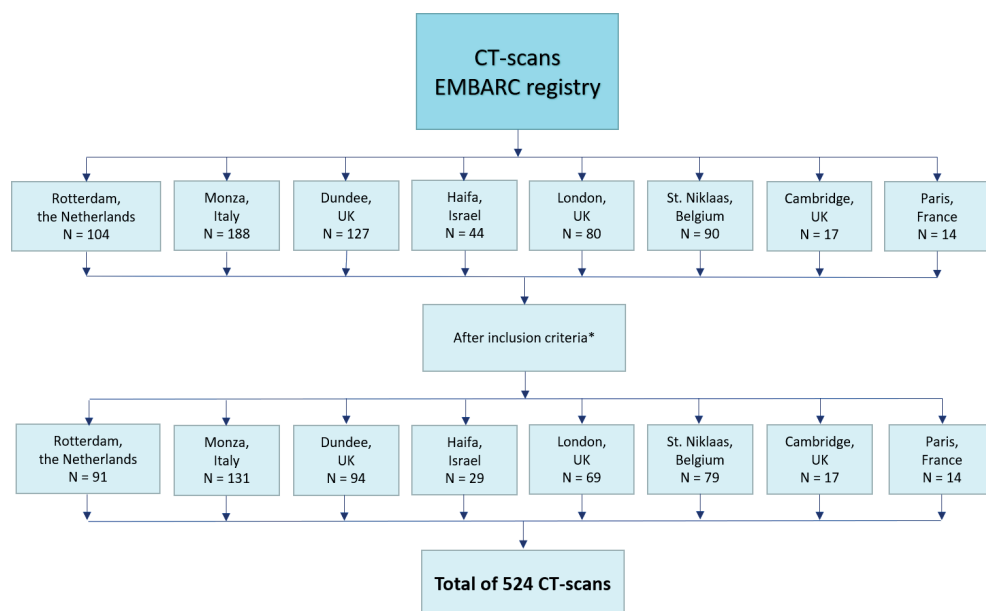 CT-scans
EMBARC registry
Rotterdam,
the Netherlands
N = 104
Monza,
Italy
N = 188
Dundee,
UK
N = 127
Haifa,
Israel
N = 44
London,
UK
N = 80
St. Niklaas,
Belgium
N = 90
Cambridge,
UK
N = 17
Paris,
France
N = 14
After inclusion criteria*
Rotterdam,
the Netherlands
N = 91
Monza,
Italy
N = 131
Dundee,
UK
N = 94
Haifa,
Israel
N = 29
London,
UK
N = 69
St. Niklaas,
Belgium
N = 79
Cambridge,
UK
N = 17
Paris,
France
N = 14
Total of 524 CT-scans